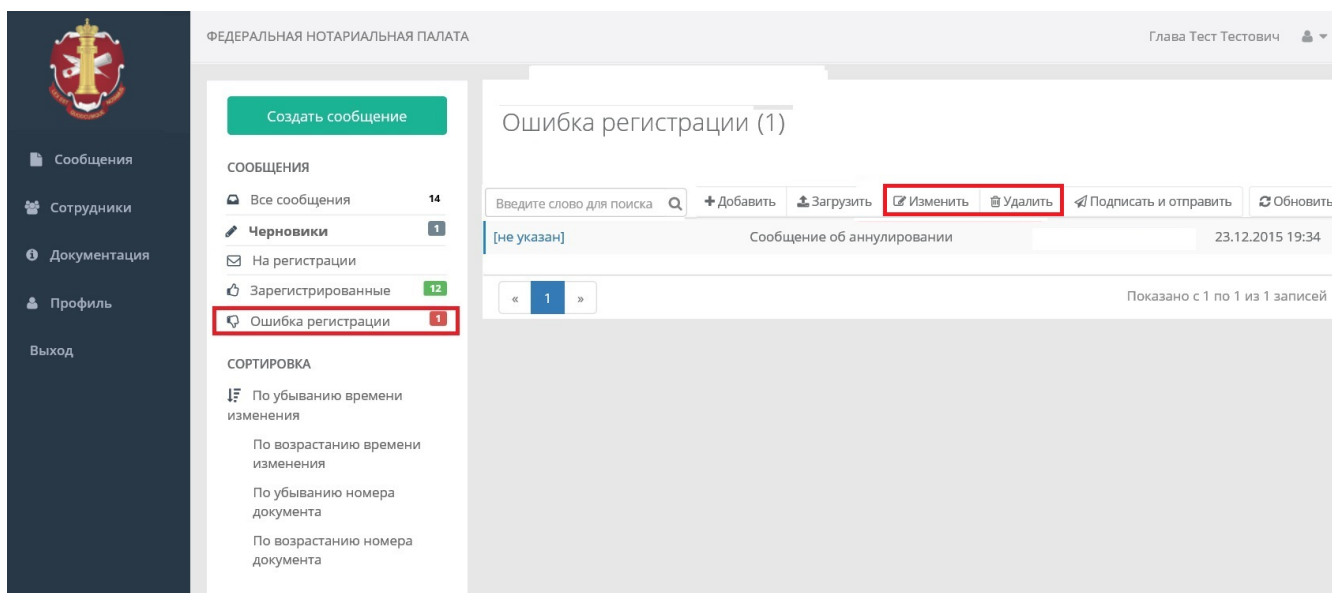 ФЕДЕРАЛЬНАЯ НОТАРИАЛЬНАЯ ПАЛАТА
Глава Тест Тестович
Сообщения
Сотрудники
Документация
Профиль
Выход
Создать сообщение
СООБЩЕНИЯ
Все сообщения 14
Черновики 1
На регистрации
Зарегистрированные 12
Ошибка регистрации 1
СОРТИРОВКА
По убыванию времени
изменения
По возрастанию времени
изменения
По убыванию номера
документа
По возрастанию номера
документа
Ошибка регистрации (1)
Введите слово для поиска Добавить Загрузить Изменить Удалить Подписать и отправить Обновить
[не указан] Сообщение об аннулировании 23.12.2015 19:34
« 1 » Показано с 1 по 1 из 1 записей